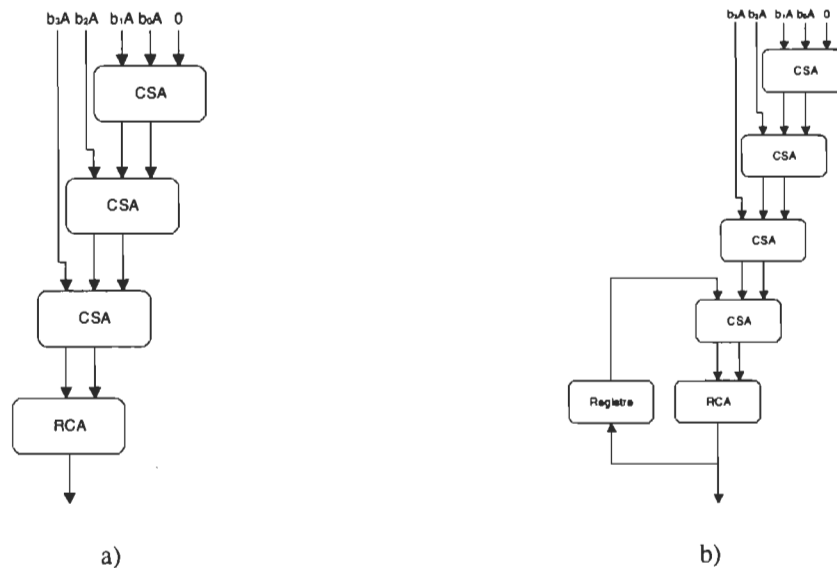 b₃A b₂A b₁A b₀A 0
CSA
CSA
CSA
RCA
a)
b₃A b₂A b₁A b₀A 0
CSA
CSA
CSA
CSA
Registre
RCA
b)